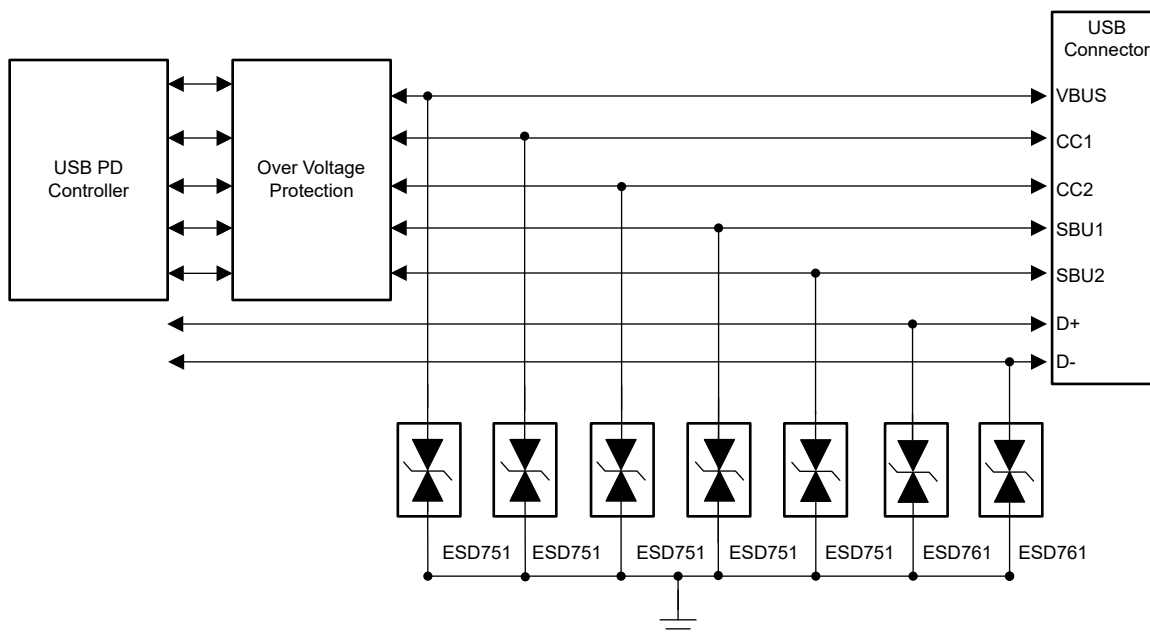 USB
Connector
USB PD
Controller
Over Voltage
Protection
VBUS
CC1
CC2
SBU1
SBU2
D+
D-
ESD751
ESD751
ESD751
ESD751
ESD751
ESD761
ESD761